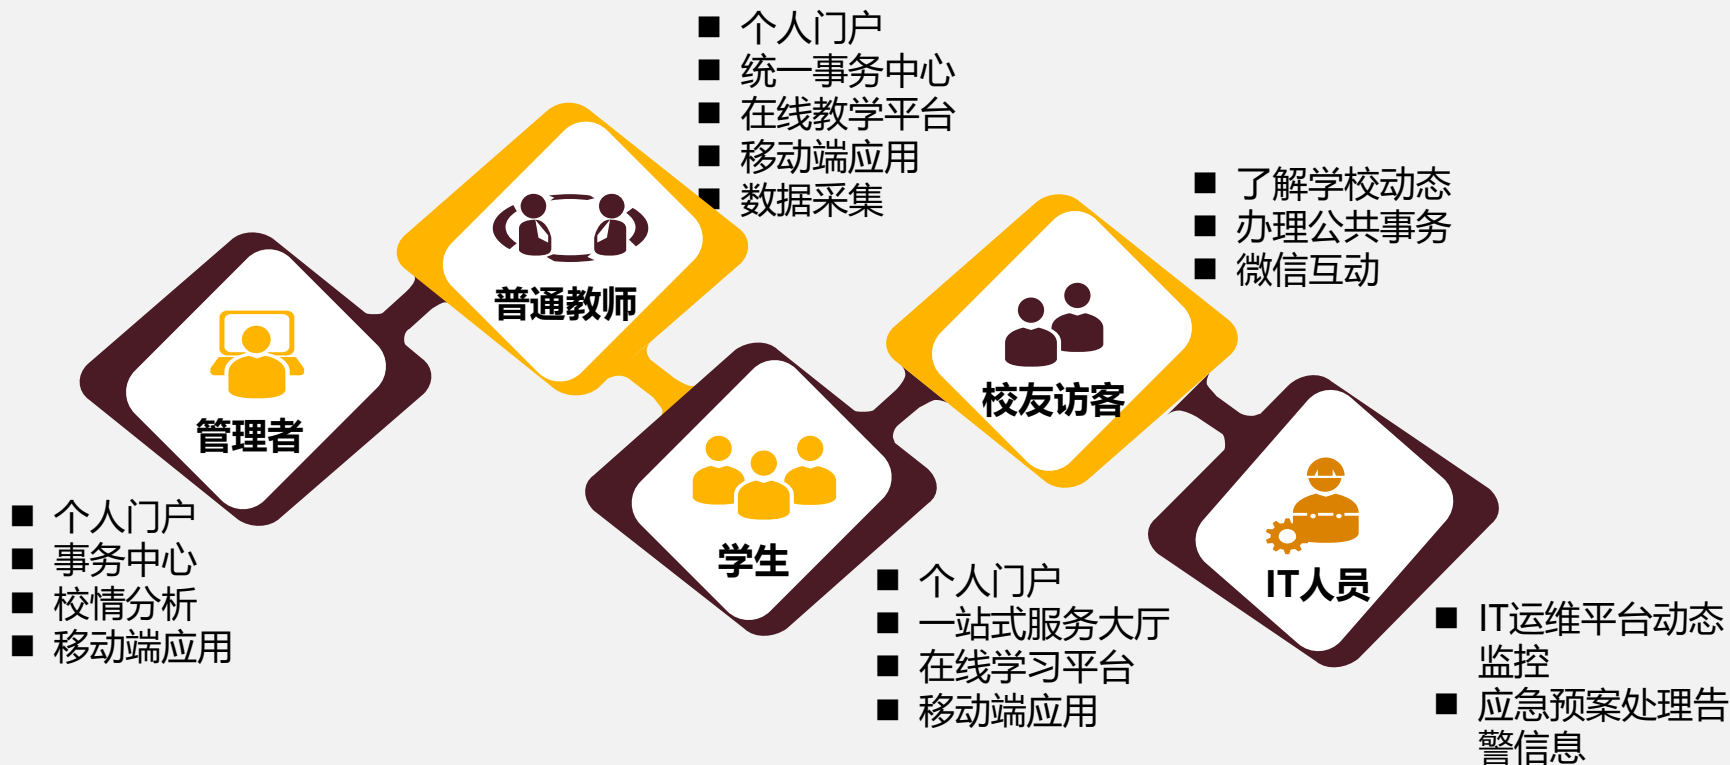 个人门户
统一事务中心
在线教学平台
移动端应用
数据采集
普通教师
了解学校动态
办理公共事务
微信互动
校友访客
管理者
个人门户
事务中心
校情分析
移动端应用
学生
个人门户
一站式服务大厅
在线学习平台
移动端应用
IT人员
IT运维平台动态
监控
应急预案处理告
警信息